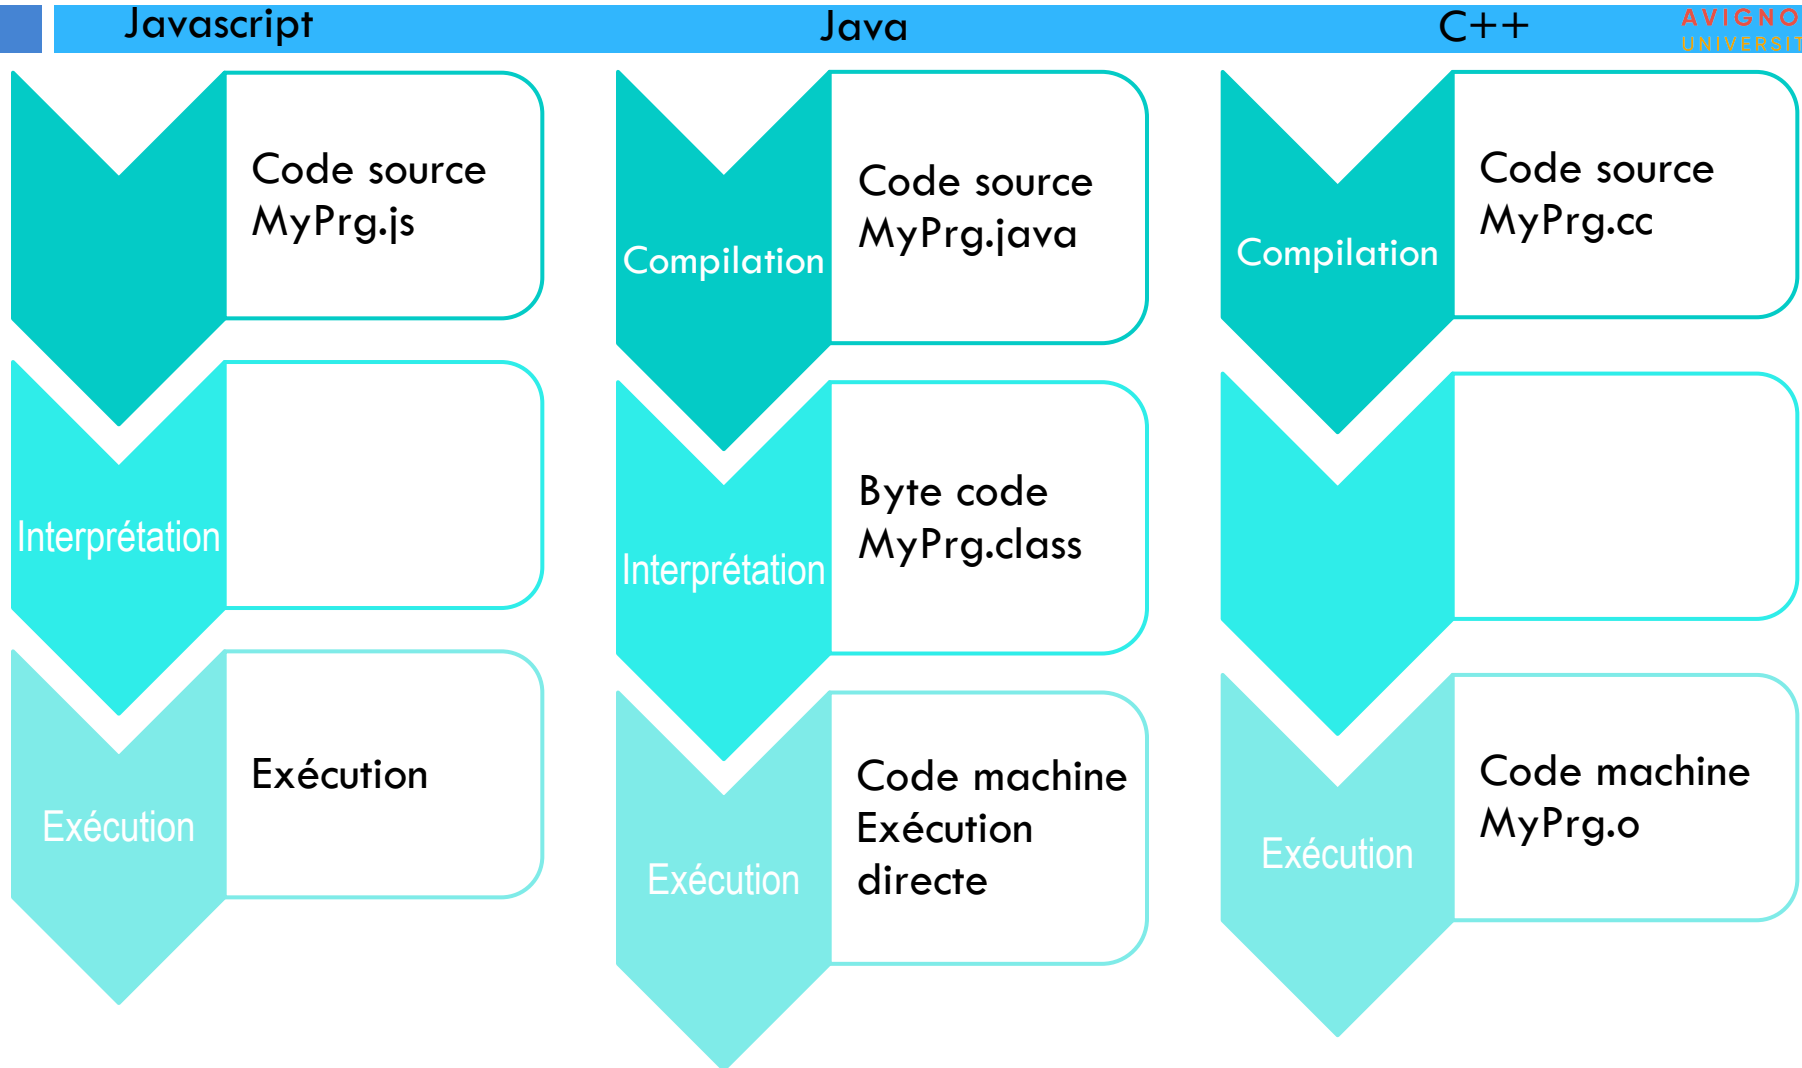 Javascript
Java
C++
AVIGNO
UNIVERSIT
Code source
MyPrg.js
Interprétation
Exécution
Exécution
Compilation
Code source
MyPrg.java
Interprétation
Byte code
MyPrg.class
Exécution
Code machine
Exécution
directe
Compilation
Code source
MyPrg.cc
Exécution
Code machine
MyPrg.o